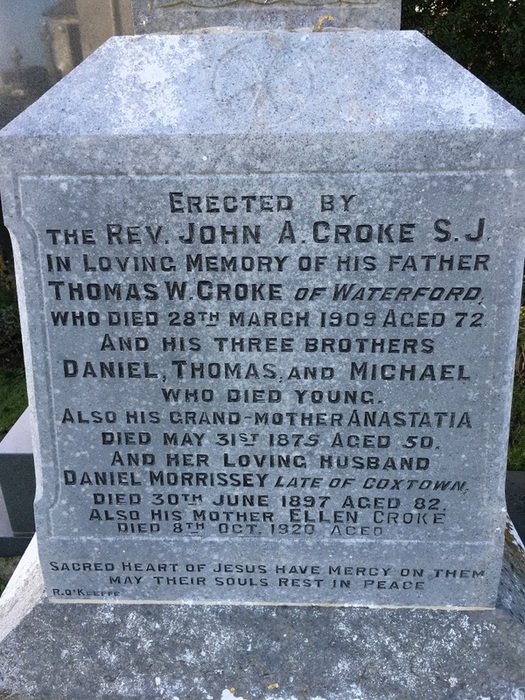 ERECTED BY
THE REV. JOHN A. CROKE S.J.
IN LOVING MEMORY OF HIS FATHER
THOMAS W. CROKE OF WATERFORD,
WHO DIED 28TH MARCH 1909 AGED 72
AND HIS THREE BROTHERS
DANIEL, THOMAS, AND MICHAEL
WHO DIED YOUNG.
ALSO HIS GRAND-MOTHER ANASTATIA
DIED MAY 31ST 1875 AGED 50.
AND HER LOVING HUSBAND
DANIEL MORRISSEY LATE OF COXTOWN,
DIED 30TH JUNE 1897 AGED 82.
ALSO HIS MOTHER ELLEN CROKE
DIED 8TH OCT. 1920 AGED
SACRED HEART OF JESUS HAVE MERCY ON THEM
MAY THEIR SOULS REST IN PEACE
R. O'KEEFFE